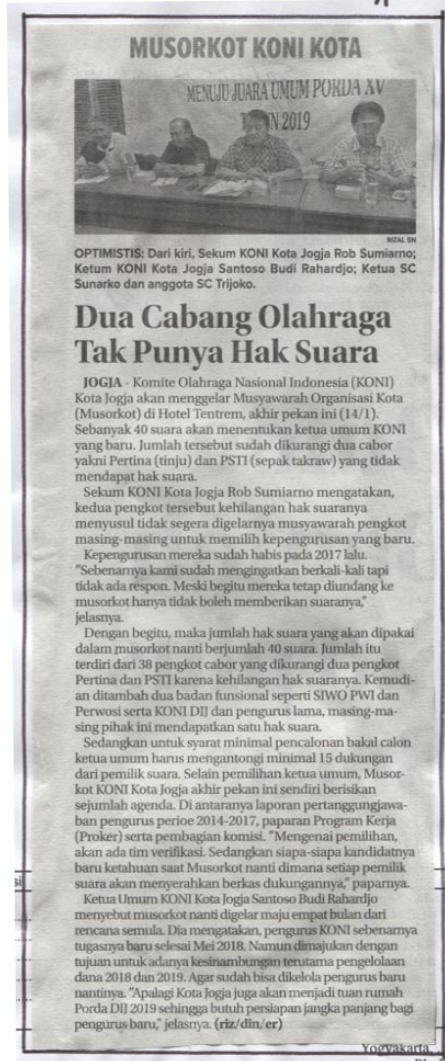 MUSORKOT KONI KOTA
MENUJU JUARA UMUM PORDA XV
TAHUN 2019
RIZAL SN
OPTIMISTIS: Dari kiri, Sekum KONI Kota Jogja Rob Sumiarno;
Ketum KONI Kota Jogja Santoso Budi Rahardjo; Ketua SC
Sunarko dan anggota SC Trijoko.
Dua Cabang Olahraga
Tak Punya Hak Suara
JOGJA - Komite Olahraga Nasional Indonesia (KONI)
Kota Jogja akan menggelar Musyawarah Organisasi Kota
(Musorkot) di Hotel Tentrem, akhir pekan ini (14/1).
Sebanyak 40 suara akan menentukan ketua umum KONI
yang baru. Jumlah tersebut sudah dikurangi dua cabor
yakni Pertina (tinju) dan PSTI (sepak takraw) yang tidak
mendapat hak suara.
Sekum KONI Kota Jogja Rob Sumiarno mengatakan,
kedua pengkot tersebut kehilangan hak suaranya
menyusul tidak segera digelarnya musyawarah pengkot
masing-masing untuk memilih kepengurusan yang baru.
Kepengurusan mereka sudah habis pada 2017 lalu.
"Sebenarnya kami sudah mengingatkan berkali-kali tapi
tidak ada respon. Meski begitu mereka tetap diundang ke
musorkot hanya tidak boleh memberikan suaranya,"
jelasnya.
Dengan begitu, maka jumlah hak suara yang akan dipakai
dalam musorkot nanti berjumlah 40 suara. Jumlah itu
terdiri dari 38 pengkot cabor yang dikurangi dua pengkot
Pertina dan PSTI karena kehilangan hak suaranya. Kemudi-
an ditambah dua badan funsional seperti SIWO PWI dan
Perwosi serta KONI DIJ dan pengurus lama, masing-ma-
sing pihak ini mendapatkan satu hak suara.
Sedangkan untuk syarat minimal pencalonan bakal calon
ketua umum harus mengantongi minimal 15 dukungan
dari pemilik suara. Selain pemilihan ketua umum, Musor-
kot KONI Kota Jogja akhir pekan ini sendiri berisikan
sejumlah agenda. Di antaranya laporan pertanggungjawa-
ban pengurus perioe 2014-2017, paparan Program Kerja
(Proker) serta pembagian komisi. "Mengenai pemilihan,
akan ada tim verifikasi. Sedangkan siapa-siapa kandidatnya
baru ketahuan saat Musorkot nanti dimana setiap pemilik
suara akan menyerahkan berkas dukungannya," paparnya.
Ketua Umum KONI Kota Jogja Santoso Budi Rahardjo
menyebut musorkot nanti digelar maju empat bulan dari
rencana semula. Dia mengatakan, pengurus KONI sebenarnya
tugasnya baru selesai Mei 2018. Namun dimajukan dengan
tujuan untuk adanya kesinambungan terutama pengelolaan
dana 2018 dan 2019. Agar sudah bisa dikelola pengurus baru
nantinya. "Apalagi Kota Jogja juga akan menjadi tuan rumah
Porda DIJ 2019 sehingga butuh persiapan jangka panjang bagi
pengurus baru," jelasnya. (riz/din/er)
Yogyakarta